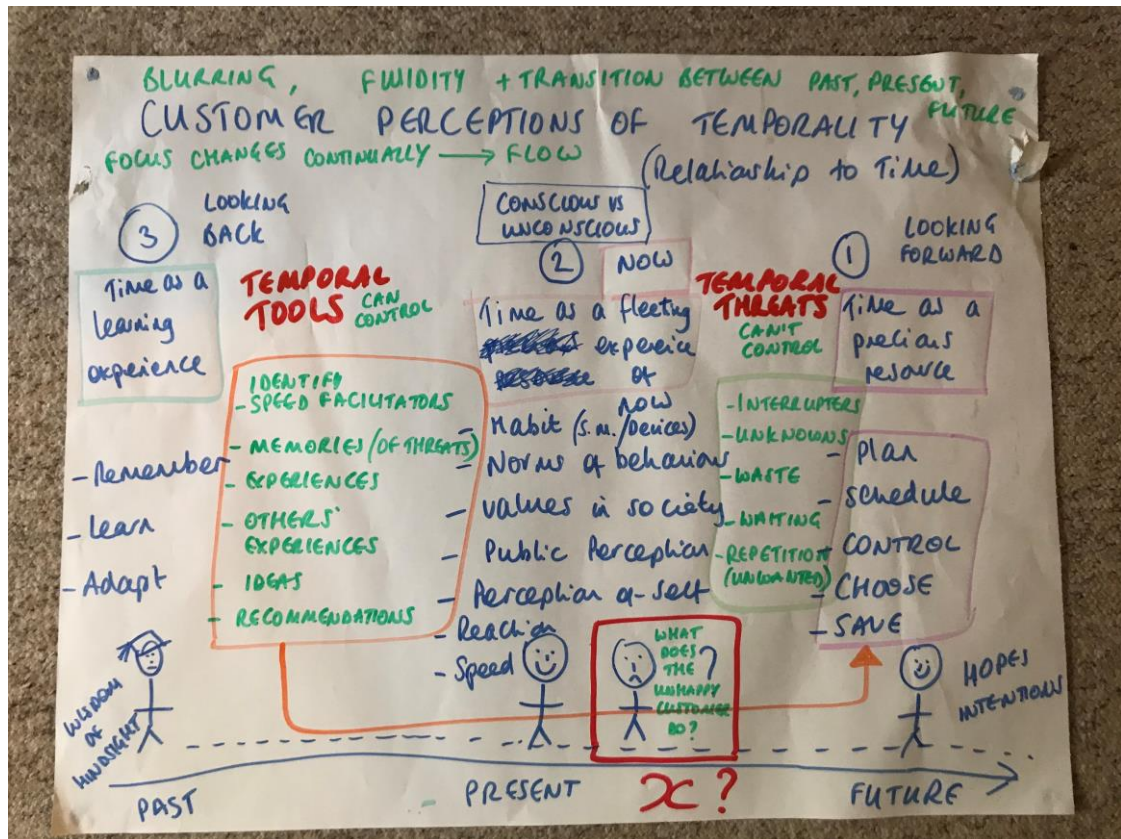 BLURRING, FLUIDITY + TRANSITION BETWEEN PAST, PRESENT, FUTURE
CUSTOMER PERCEPTIONS OF TEMPORALITY
(Relationship to Time)
FOCUS CHANGES CONTINUALLY → FLOW
3
LOOKING
BACK
Time as a
learning
experience
- Remember
- Learn
- Adapt
TEMPORAL
TOOLS
CAN
CONTROL
IDENTIFY
- SPEED FACILITATORS
- MEMORIES (OF THREATS)
- EXPERIENCES
- OTHERS'
EXPERIENCES
- IDEAS
- RECOMMENDATIONS
CONSCIOUS VS
UNCONSCIOUS
2
NOW
Time as a fleeting
experience
of
NOW
- Habit (s.m./Devices)
- Norms of behaviour
- values in society
- Public Perception
- Perception of self
- Reaction
- Speed
TEMPORAL
THREATS
CAN'T
CONTROL
- INTERRUPTERS
- UNKNOWNS
- WASTE
- WAITING
- REPETITION
(UNWANTED)
1
LOOKING
FORWARD
Time as a
precious
resource
- Plan
- Schedule
- CONTROL
- CHOOSE
- SAVE
WISDOM
OF
HINDSIGHT
WHAT
DOES
THE
UNHAPPY
CUSTOMER
DO?
?
HOPES
INTENTIONS
PAST
- PRESENT
x?
FUTURE